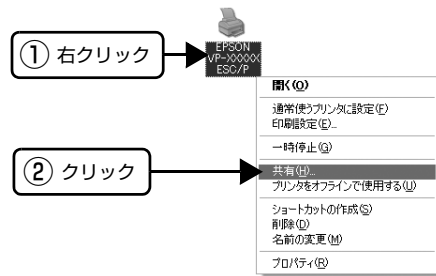 ① 右クリック
EPSON
VP-XXXXX
ESC/P
開く(O)
通常使うプリンタに設定(F)
印刷設定(E)...
一時停止(G)
② クリック
共有(H)...
プリンタをオフラインで使用する(U)
ショートカットの作成(S)
削除(D)
名前の変更(M)
プロパティ(R)